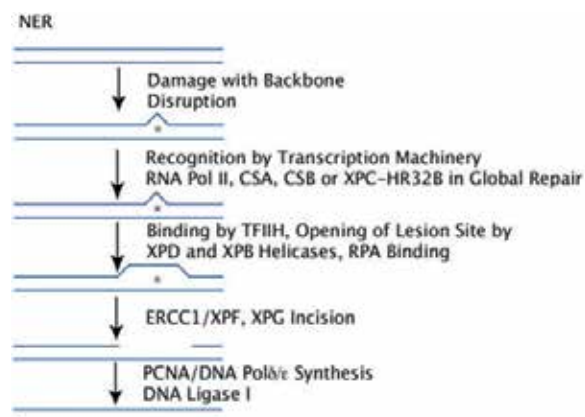 NER
Damage with Backbone
Disruption
*
Recognition by Transcription Machinery
RNA Pol II, CSA, CSB or XPC-HR32B in Global Repair
*
Binding by TFIIH, Opening of Lesion Site by
XPD and XPB Helicases, RPA Binding
*
ERCC1/XPF, XPG Incision
PCNA/DNA Polδ/ε Synthesis
DNA Ligase I